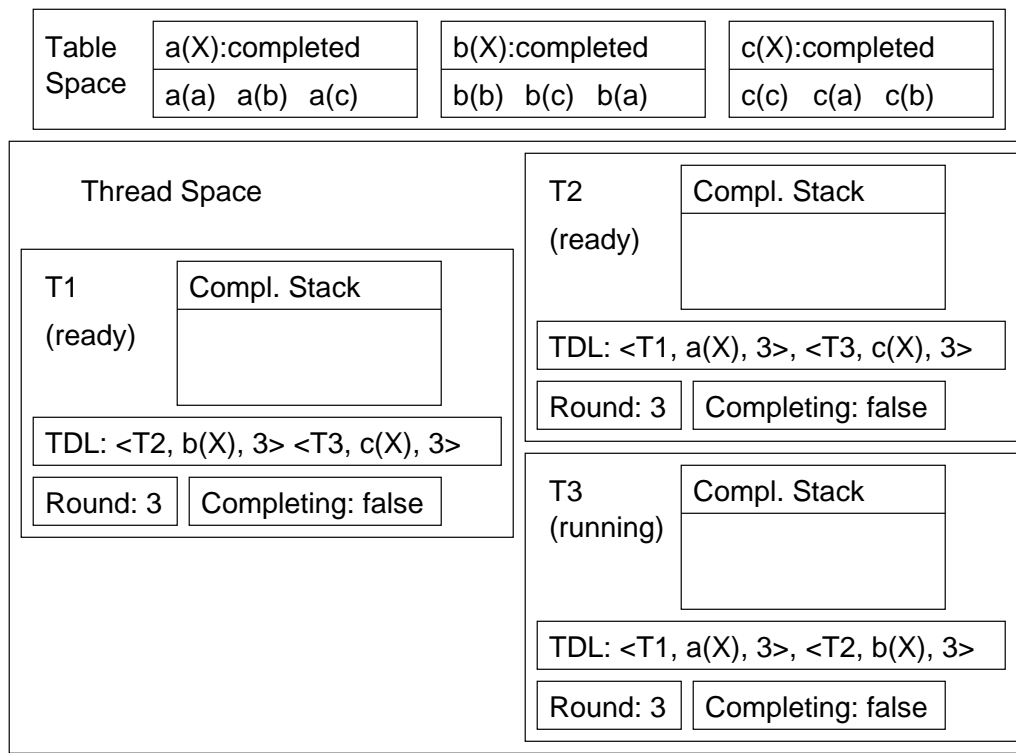 Table Space
a(X):completed
a(a) a(b) a(c)
b(X):completed
b(b) b(c) b(a)
c(X):completed
c(c) c(a) c(b)
Thread Space
T1
(ready)
Compl. Stack
TDL: <T2, b(X), 3> <T3, c(X), 3>
Round: 3
Completing: false
T2
(ready)
Compl. Stack
TDL: <T1, a(X), 3>, <T3, c(X), 3>
Round: 3
Completing: false
T3
(running)
Compl. Stack
TDL: <T1, a(X), 3>, <T2, b(X), 3>
Round: 3
Completing: false